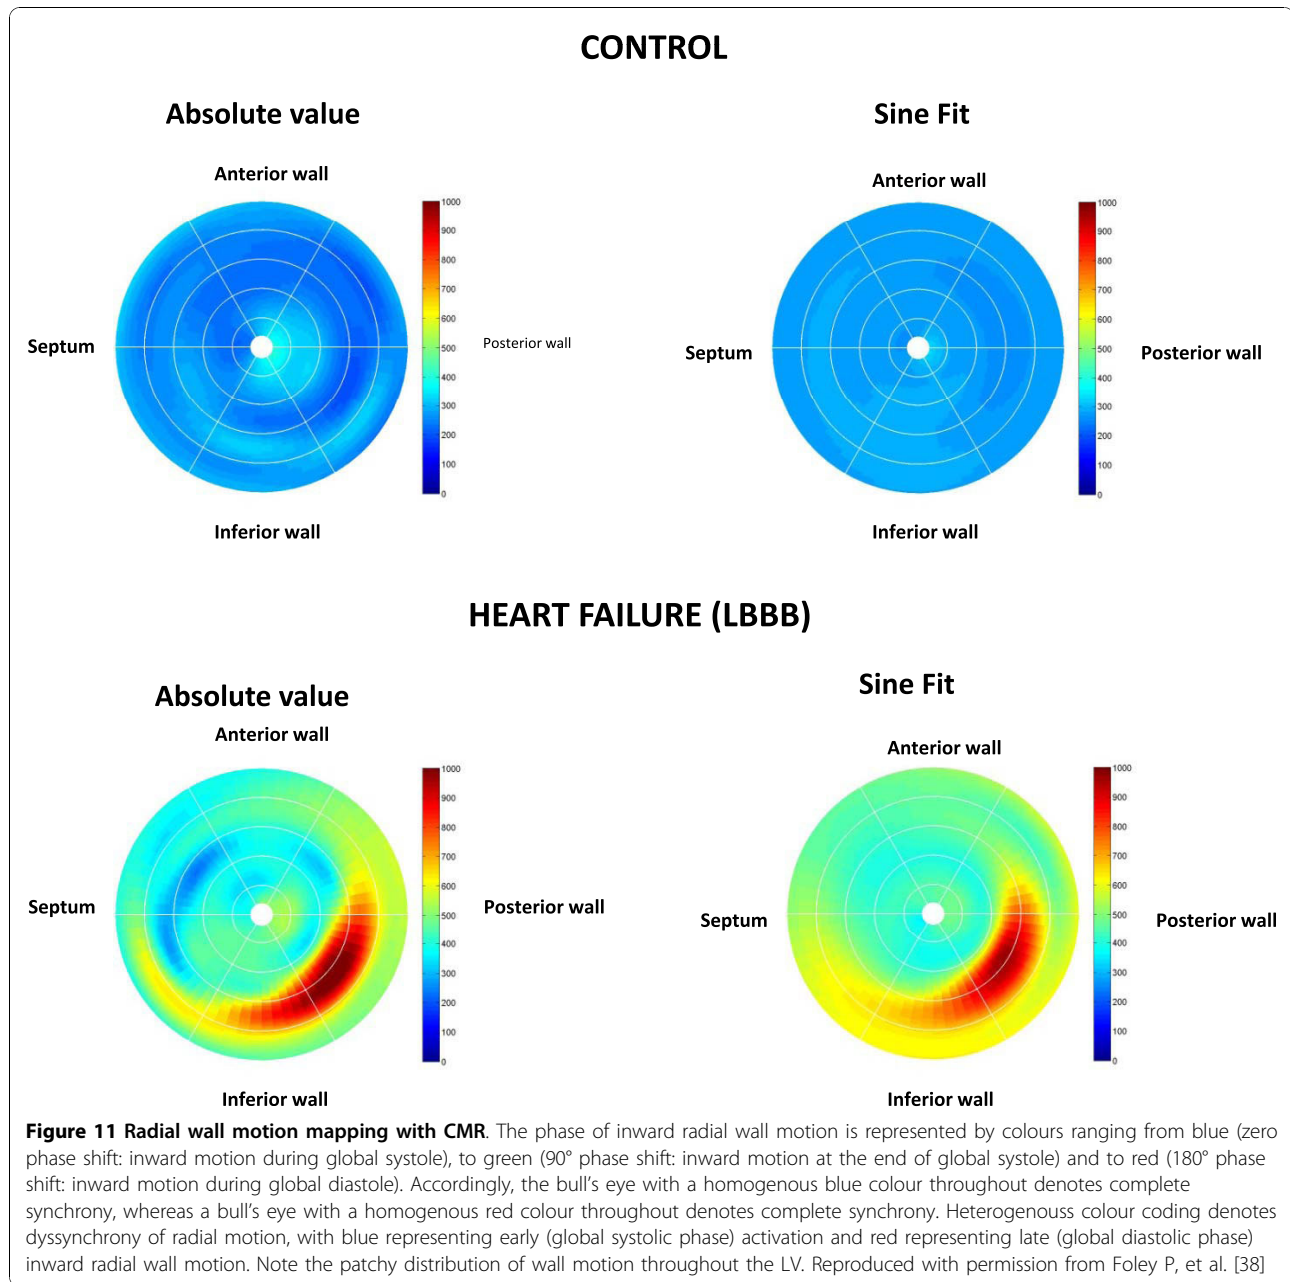 CONTROL
Absolute value
Sine Fit
Anterior wall
Anterior wall
1000
900
800
700
600
500
400
300
200
100
0
1000
900
800
700
600
500
400
300
200
100
0
Septum
Posterior wall
Septum
Posterior wall
Inferior wall
Inferior wall
HEART FAILURE (LBBB)
Absolute value
Sine Fit
Anterior wall
Anterior wall
1000
900
800
700
600
500
400
300
200
100
0
1000
900
800
700
600
500
400
300
200
100
0
Septum
Posterior wall
Septum
Posterior wall
Inferior wall
Inferior wall
Figure 11 Radial wall motion mapping with CMR. The phase of inward radial wall motion is represented by colours ranging from blue (zero
phase shift: inward motion during global systole), to green (90° phase shift: inward motion at the end of global systole) and to red (180° phase
shift: inward motion during global diastole). Accordingly, the bull's eye with a homogenous blue colour throughout denotes complete
synchrony, whereas a bull's eye with a homogenous red colour throughout denotes complete synchrony. Heterogenouss colour coding denotes
dyssynchrony of radial motion, with blue representing early (global systolic phase) activation and red representing late (global diastolic phase)
inward radial wall motion. Note the patchy distribution of wall motion throughout the LV. Reproduced with permission from Foley P, et al. [38]